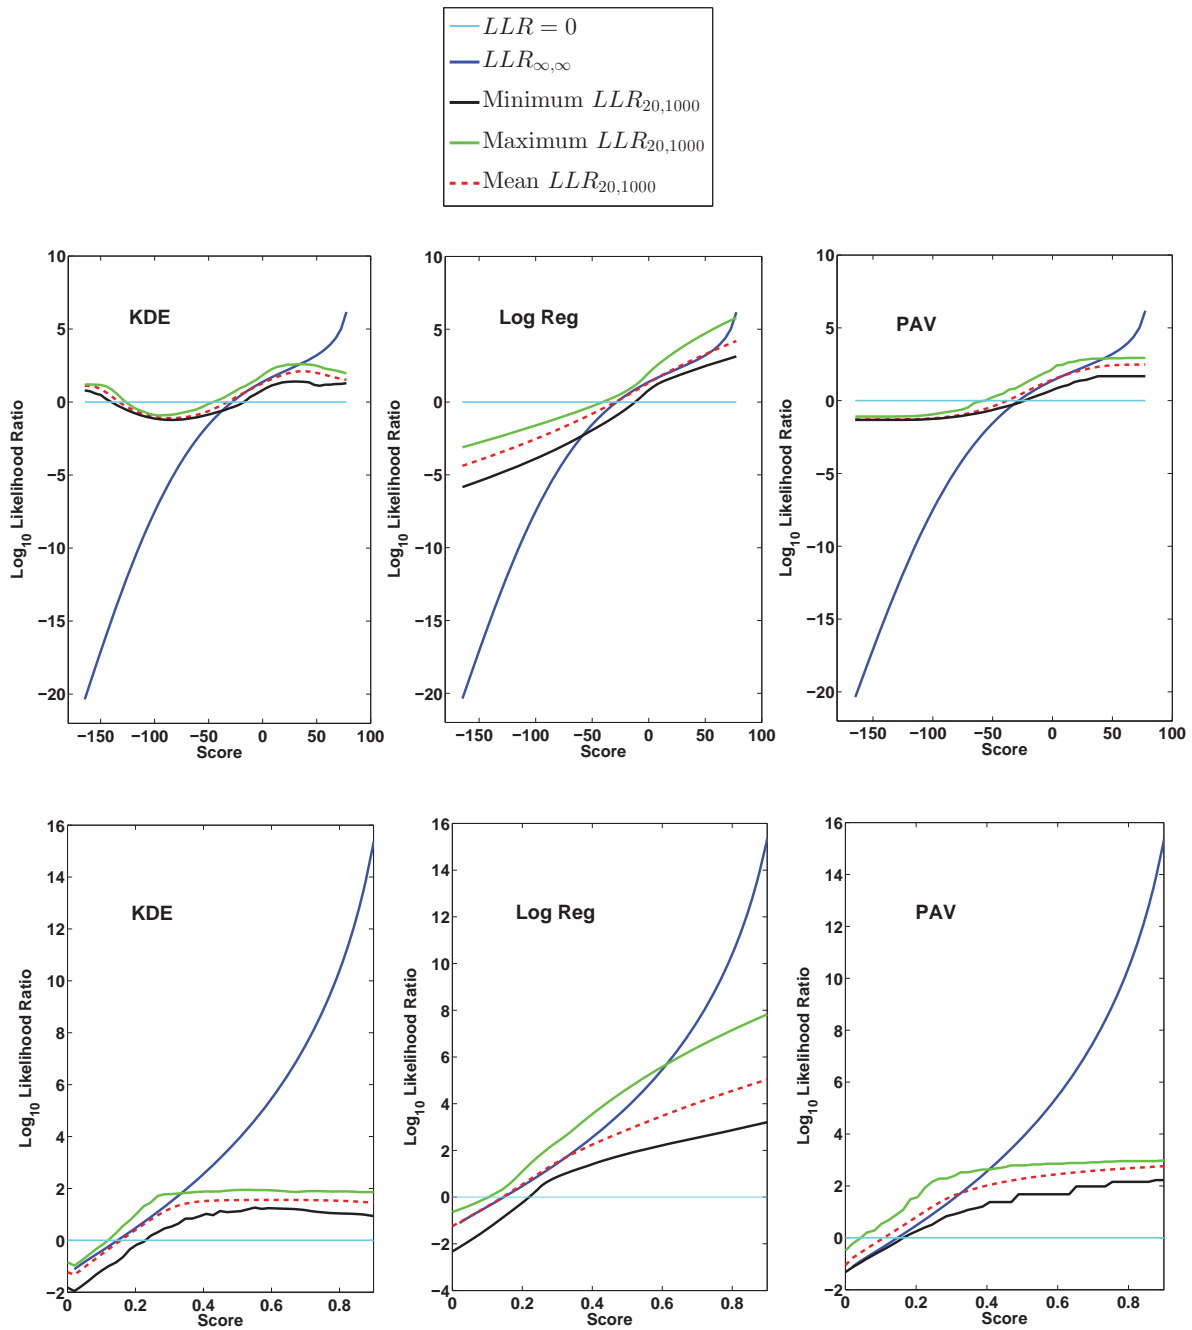 LLR = 0
LLR∞,∞
Minimum LLR20,1000
Maximum LLR20,1000
Mean LLR20,1000
KDE
Log10 Likelihood Ratio
10
5
0
−5
−10
−15
−20
−150 −100 −50 0 50 100
Score
Log Reg
Log10 Likelihood Ratio
10
5
0
−5
−10
−15
−20
−150 −100 −50 0 50 100
Score
PAV
Log10 Likelihood Ratio
10
5
0
−5
−10
−15
−20
−150 −100 −50 0 50 100
Score
KDE
Log10 Likelihood Ratio
16
14
12
10
8
6
4
2
0
−2
0 0.2 0.4 0.6 0.8
Score
Log Reg
Log10 Likelihood Ratio
16
14
12
10
8
6
4
2
0
−2
−4
0 0.2 0.4 0.6 0.8
Score
PAV
Log10 Likelihood Ratio
16
14
12
10
8
6
4
2
0
−2
0 0.2 0.4 0.6 0.8
Score